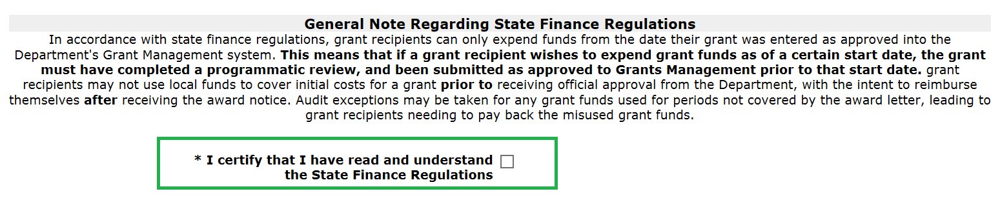 General Note Regarding State Finance Regulations
In accordance with state finance regulations, grant recipients can only expend funds from the date their grant was entered as approved into the
Department's Grant Management system. This means that if a grant recipient wishes to expend grant funds as of a certain start date, the grant
must have completed a programmatic review, and been submitted as approved to Grants Management prior to that start date. grant
recipients may not use local funds to cover initial costs for a grant prior to receiving official approval from the Department, with the intent to reimburse
themselves after receiving the award notice. Audit exceptions may be taken for any grant funds used for periods not covered by the award letter, leading to
grant recipients needing to pay back the misused grant funds.
* I certify that I have read and understand
the State Finance Regulations